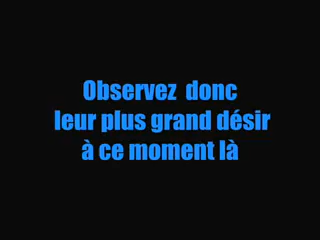 Observez donc
leur plus grand désir
à ce moment là